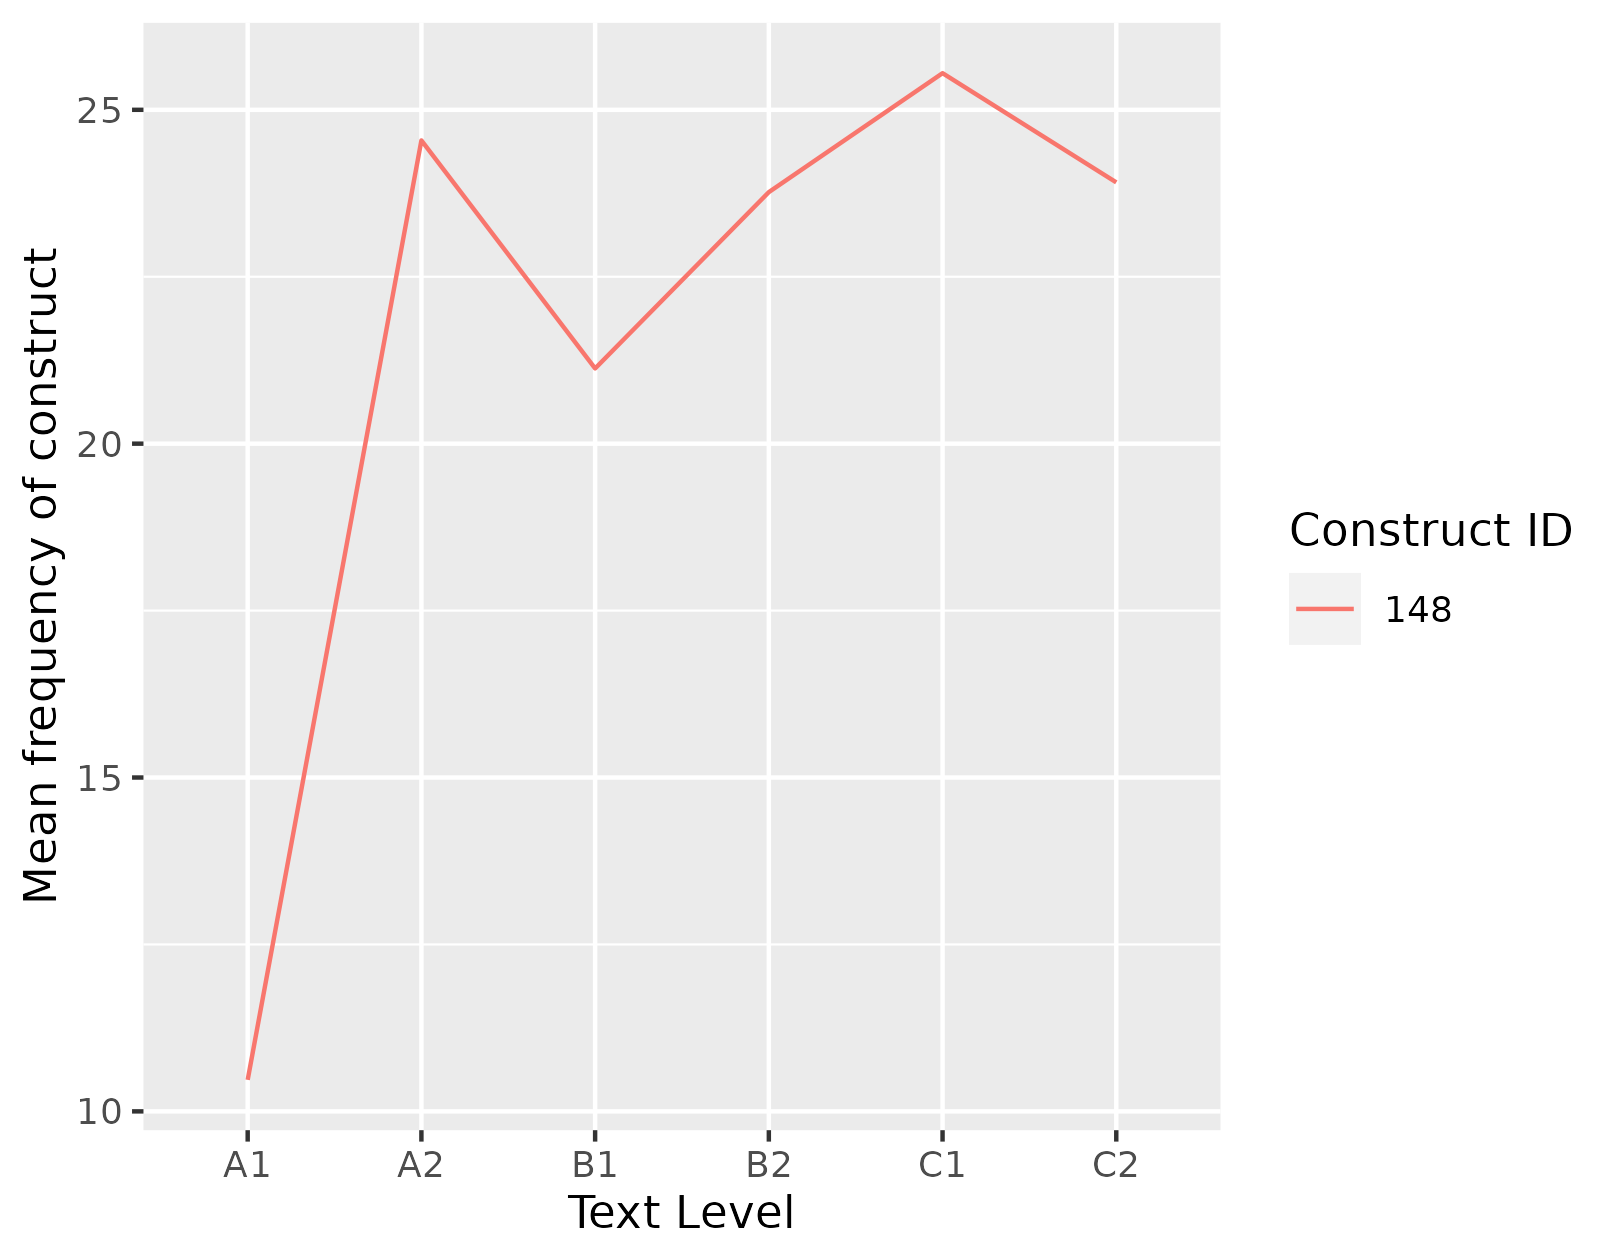 Mean frequency of construct
25
20
15
10
A1 A2 B1 B2 C1 C2
Text Level
Construct ID
148